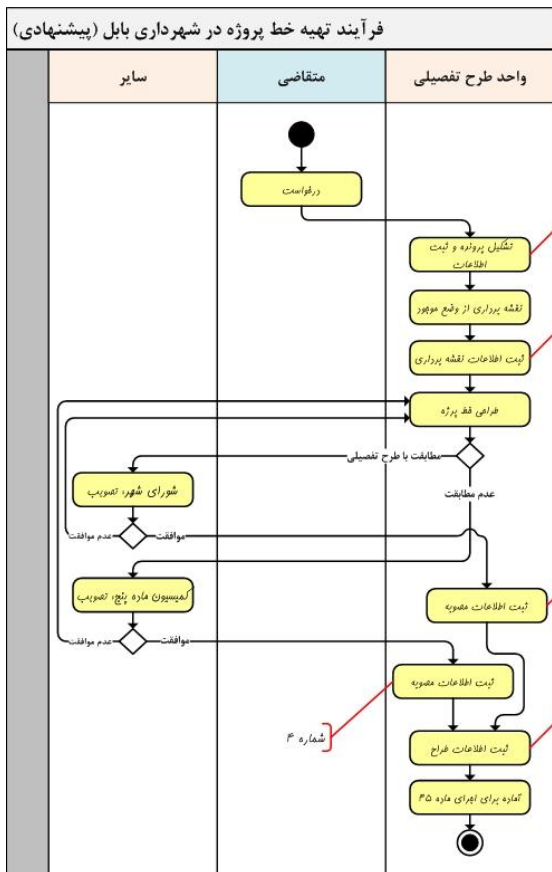 فرآیند تهیه خط پروژه در شهرداری بابل (پیشنهادی)
واحد طرح تفصیلی
متقاضی
سایر
درخواست
تشکیل پرونده و ثبت
اطلاعات
نقشه برداری از وضع موجود
ثبت اطلاعات نقشه برداری
طراحی خط پرژه
مطابقت با طرح تفصیلی
عدم مطابقت
شورای شهر، تصویب
موافقت
عدم موافقت
کمیسیون ماده پنج، تصویب
ثبت اطلاعات مصوبه
موافقت
عدم موافقت
ثبت اطلاعات مصوبه
شماره ۴
ثبت اطلاعات طراح
آماده برای اجرای ماده ۴۵